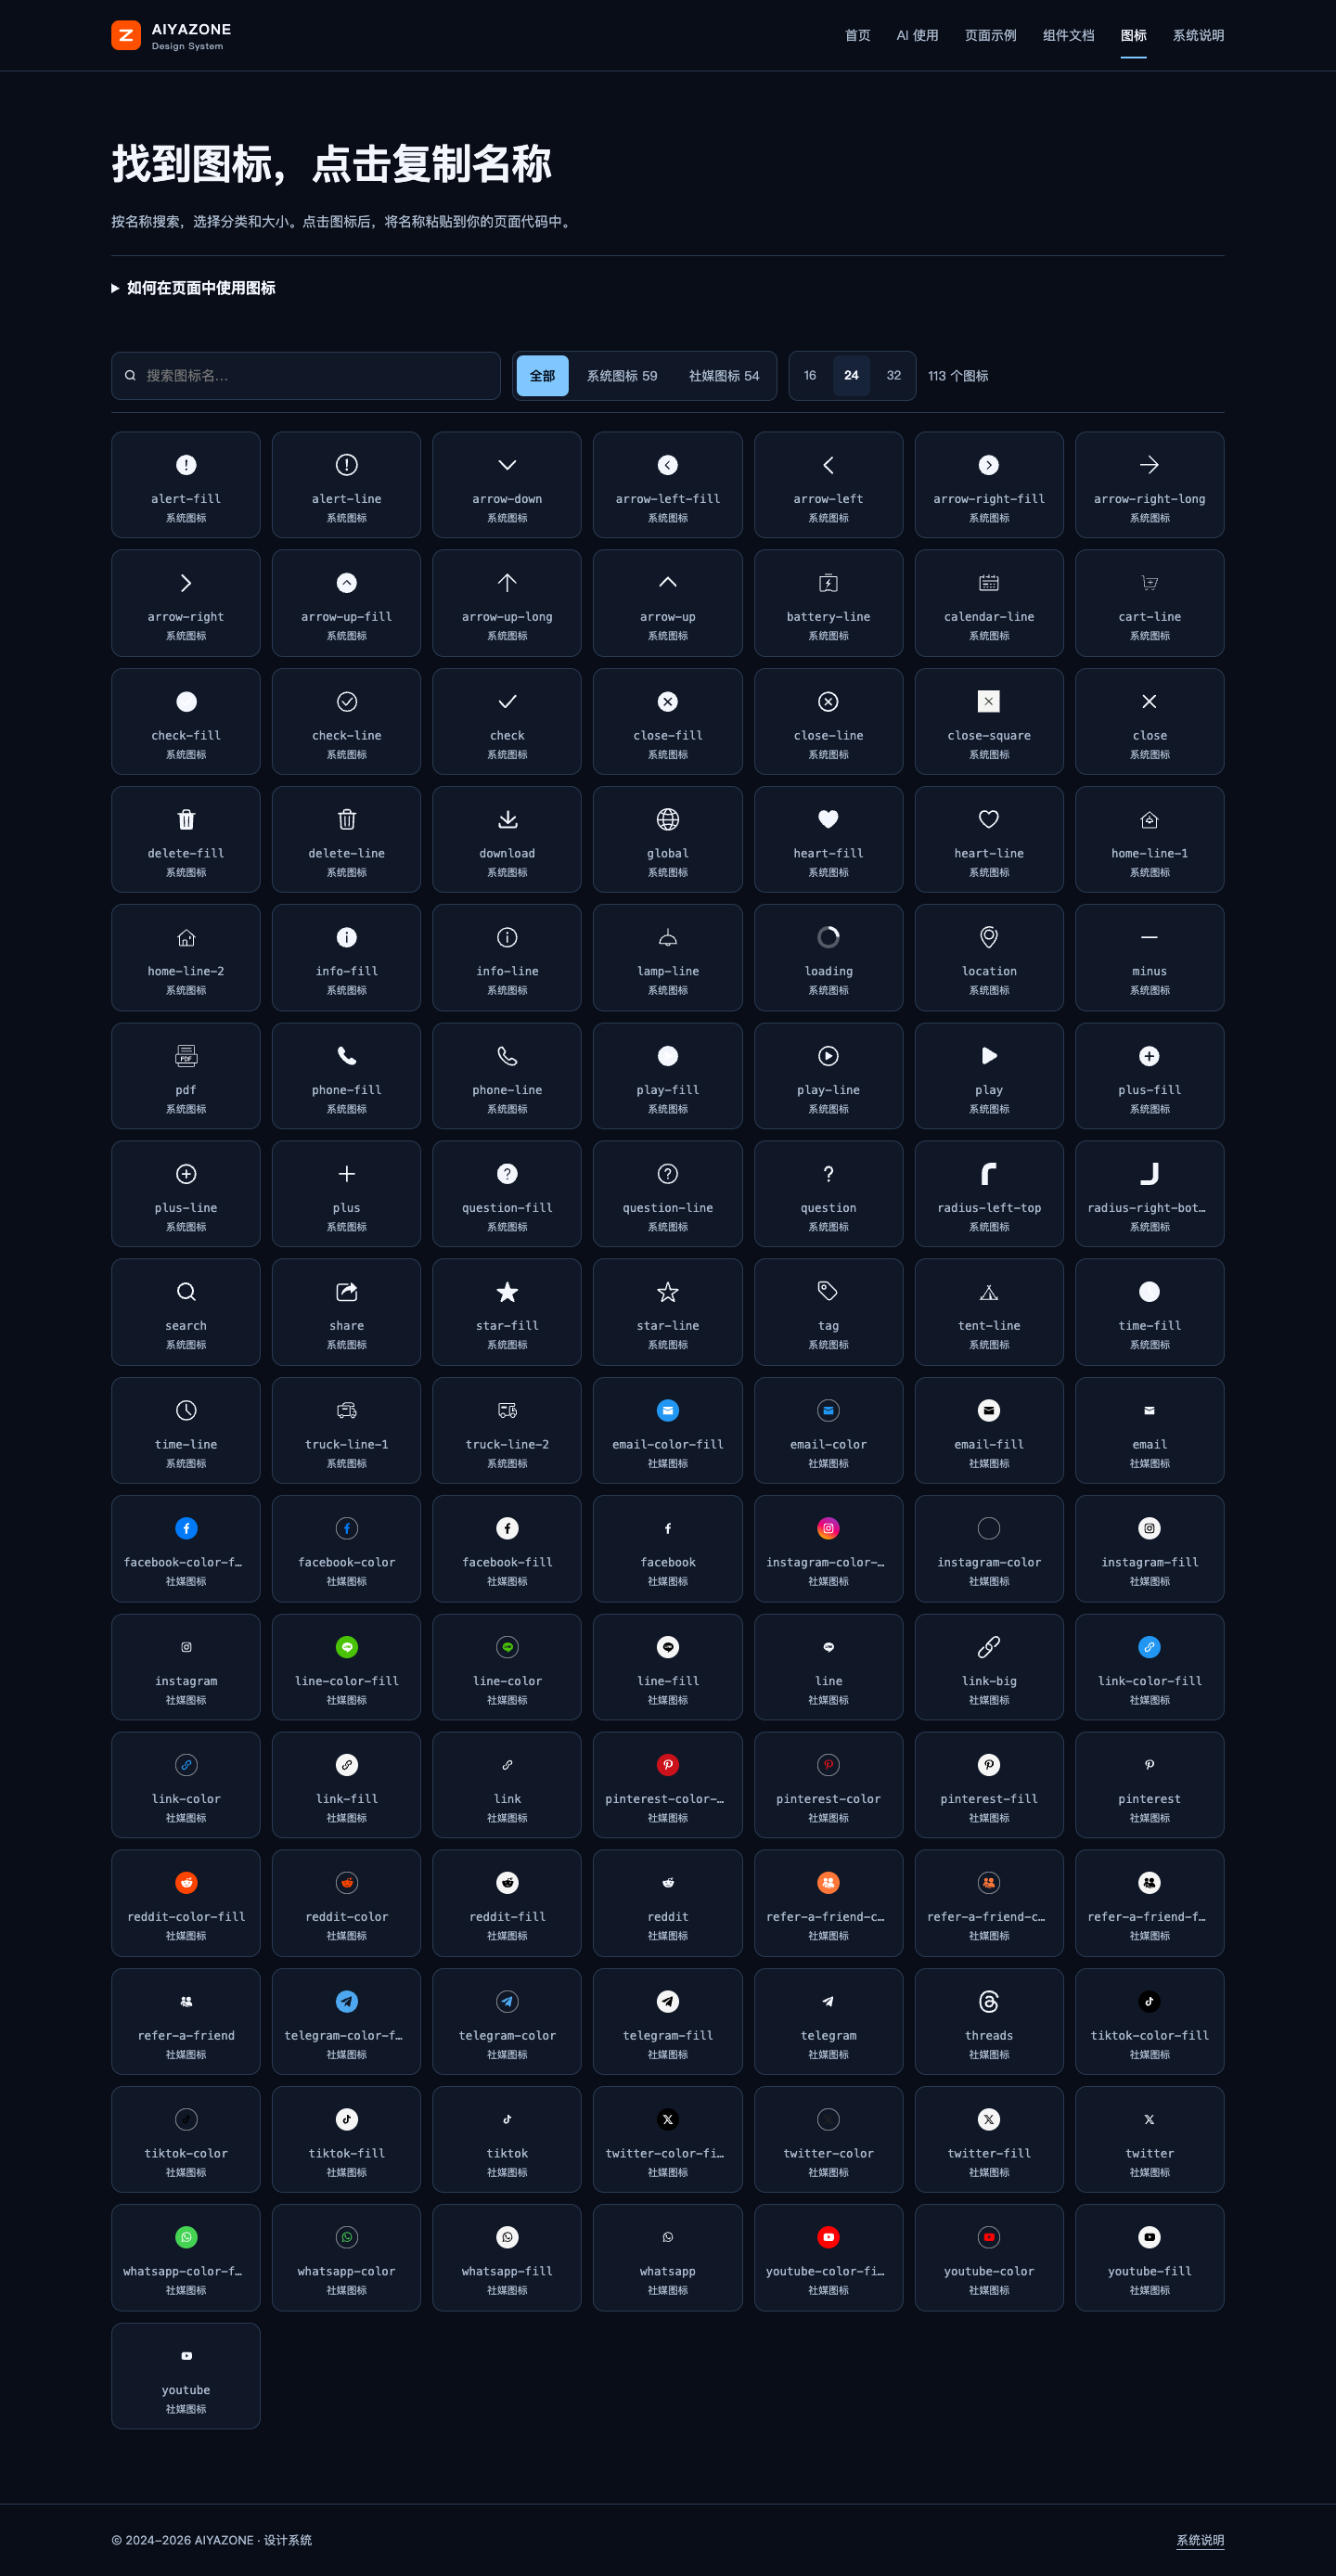 AIYAZONE
Design System
首页 AI 使用 页面示例 组件文档 图标 系统说明
找到图标，点击复制名称
按名称搜索，选择分类和大小。点击图标后，将名称粘贴到你的页面代码中。
如何在页面中使用图标
搜索图标名... 全部 系统图标 59 社媒图标 54 16 24 32 113 个图标
alert-fill alert-line arrow-down arrow-left-fill arrow-left arrow-right-fill arrow-right-long
系统图标 系统图标 系统图标 系统图标 系统图标 系统图标 系统图标
arrow-right arrow-up-fill arrow-up-long arrow-up battery-line calendar-line cart-line
系统图标 系统图标 系统图标 系统图标 系统图标 系统图标 系统图标
check-fill check-line check close-fill close-line close-square close
系统图标 系统图标 系统图标 系统图标 系统图标 系统图标 系统图标
delete-fill delete-line download global heart-fill heart-line home-line-1
系统图标 系统图标 系统图标 系统图标 系统图标 系统图标 系统图标
home-line-2 info-fill info-line lamp-line loading location minus
系统图标 系统图标 系统图标 系统图标 系统图标 系统图标 系统图标
PDF
pdf phone-fill phone-line play-fill play-line play plus-fill
系统图标 系统图标 系统图标 系统图标 系统图标 系统图标 系统图标
plus-line plus question-fill question-line question radius-left-top radius-right-bot…
系统图标 系统图标 系统图标 系统图标 系统图标 系统图标 系统图标
search share star-fill star-line tag tent-line time-fill
系统图标 系统图标 系统图标 系统图标 系统图标 系统图标 系统图标
time-line truck-line-1 truck-line-2 email-color-fill email-color email-fill email
系统图标 系统图标 系统图标 社媒图标 社媒图标 社媒图标 社媒图标
facebook-color-f… facebook-color facebook-fill facebook instagram-color-… instagram-color instagram-fill
社媒图标 社媒图标 社媒图标 社媒图标 社媒图标 社媒图标 社媒图标
instagram line-color-fill line-color line-fill line link-big link-color-fill
社媒图标 社媒图标 社媒图标 社媒图标 社媒图标 社媒图标 社媒图标
link-color link-fill link pinterest-color-… pinterest-color pinterest-fill pinterest
社媒图标 社媒图标 社媒图标 社媒图标 社媒图标 社媒图标 社媒图标
reddit-color-fill reddit-color reddit-fill reddit refer-a-friend-c… refer-a-friend-c… refer-a-friend-f…
社媒图标 社媒图标 社媒图标 社媒图标 社媒图标 社媒图标 社媒图标
refer-a-friend telegram-color-f… telegram-color telegram-fill telegram threads tiktok-color-fill
社媒图标 社媒图标 社媒图标 社媒图标 社媒图标 社媒图标 社媒图标
tiktok-color tiktok-fill tiktok twitter-color-fi… twitter-color twitter-fill twitter
社媒图标 社媒图标 社媒图标 社媒图标 社媒图标 社媒图标 社媒图标
whatsapp-color-f… whatsapp-color whatsapp-fill whatsapp youtube-color-fi… youtube-color youtube-fill
社媒图标 社媒图标 社媒图标 社媒图标 社媒图标 社媒图标 社媒图标
youtube
社媒图标
© 2024–2026 AIYAZONE · 设计系统 系统说明